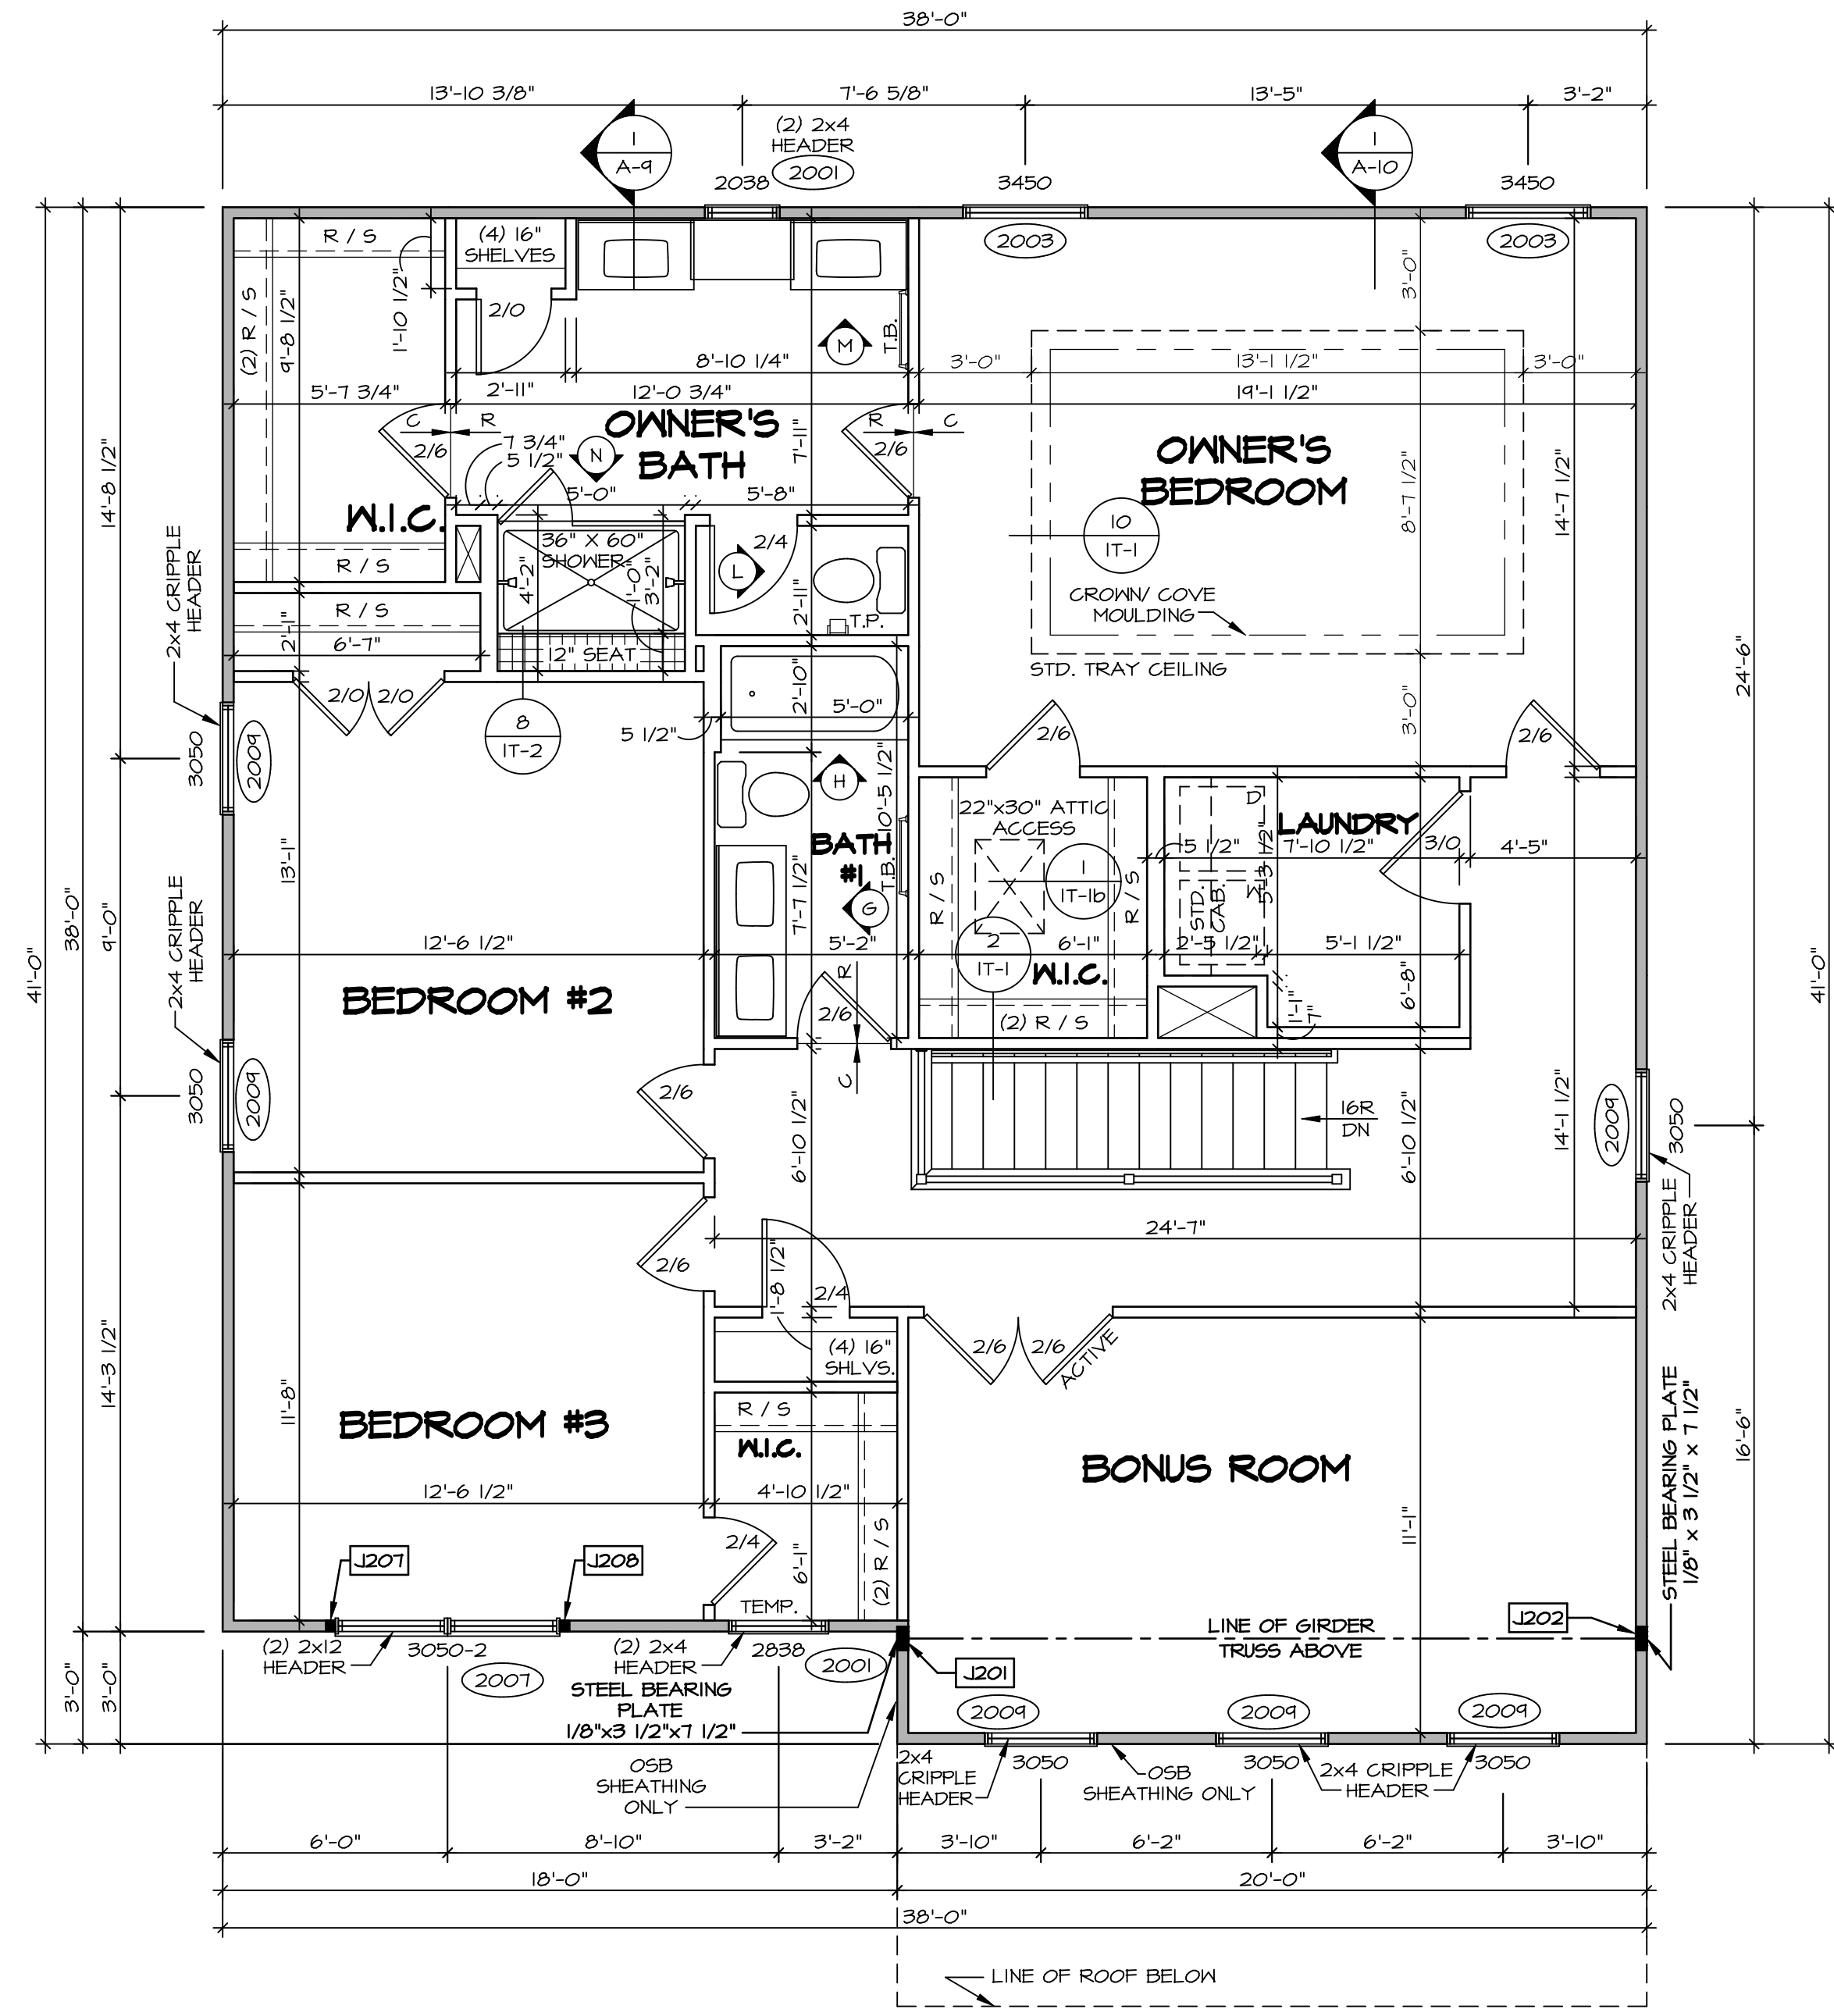 38'-0"
13'-10 3/8"
7'-6 5/8"
13'-5"
3'-2"
1
A-9
(2) 2x4
HEADER
2001
2038
3450
1
A-10
3450
2003
2003
R / S
(2) R / S
9'-8 1/2"
1'-10 1/2"
(4) 16"
SHELVES
2/0
M
T.B.
8'-10 1/4"
3'-0"
3'-0"
13'-1 1/2"
3'-0"
5'-7 3/4"
2'-11"
12'-0 3/4"
19'-1 1/2"
C
R
2/6
7 3/4"
5 1/2"
N
OWNER'S
BATH
7'-11"
R
C
2/6
5'-0"
5'-8"
OWNER'S
BEDROOM
8'-7 1/2"
14'-7 1/2"
10
IT-1
W.I.C.
R / S
36" X 60"
SHOWER
4'-2"
1'-0
3'-2"
L
2/4
2'-11"
T.P.
CROWN/ COVE
MOULDING
STD. TRAY CEILING
3'-0"
R / S
2'-1"
6'-7"
12" SEAT
2/0
2/0
8
IT-2
5 1/2"
2'-10"
5'-0"
2/6
2/6
14'-8 1/2"
2x4 CRIPPLE
HEADER
3050
2009
24'-6"
H
10'-5 1/2"
BATH
#1
T.B.
G
7'-7 1/2"
22"x30" ATTIC
ACCESS
R / S
1
IT-1b
R / S
D
LAUNDRY
5 1/2"
5'-3 1/2"
7'-10 1/2"
3/0
4'-5"
W
STD.
CAB.
13'-1"
12'-6 1/2"
5'-2"
2
IT-1
6'-1"
W.I.C.
2'-5 1/2"
5'-1 1/2"
(2) R / S
1'-1"
7"
6'-8"
BEDROOM #2
R
2/6
C
41'-0"
38'-0"
9'-0"
2x4 CRIPPLE
HEADER
3050
2009
41'-0"
2/6
6'-10 1/2"
16R
DN
6'-10 1/2"
14'-1 1/2"
2009
3050
2x4 CRIPPLE
HEADER
24'-7"
2/6
1'-8 1/2"
2/4
2/6
2/6
ACTIVE
(4) 16"
SHLVS.
14'-3 1/2"
11'-8"
BEDROOM #3
R / S
W.I.C.
BONUS ROOM
12'-6 1/2"
4'-10 1/2"
11'-1"
16'-6"
STEEL BEARING PLATE
1/8" x 3 1/2" x 7 1/2"
J207
J208
2/4
6'-1"
(2) R / S
TEMP.
LINE OF GIRDER
TRUSS ABOVE
J202
(2) 2x12
HEADER
3050-2
2007
(2) 2x4
HEADER
2838
2001
J201
3'-0"
3'-0"
STEEL BEARING
PLATE
1/8"x3 1/2"x7 1/2"
2009
2009
2009
OSB
SHEATHING
ONLY
2x4
CRIPPLE
HEADER
3050
OSB
SHEATHING ONLY
3050
2x4 CRIPPLE
HEADER
3050
6'-0"
8'-10"
3'-2"
3'-10"
6'-2"
6'-2"
3'-10"
18'-0"
20'-0"
38'-0"
LINE OF ROOF BELOW